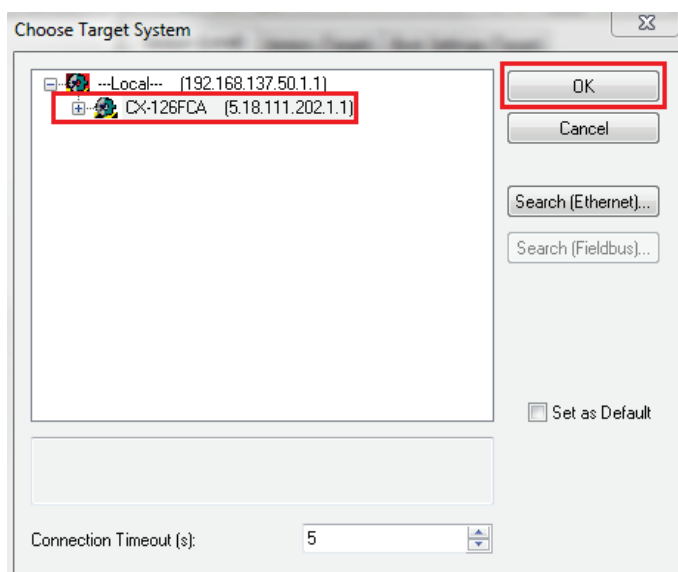 Choose Target System
---Local--- (192.168.137.50.1.1)
CX-126FCA (5.18.111.202.1.1)
OK
Cancel
Search (Ethernet)...
Search (Fieldbus)...
Set as Default
Connection Timeout (s): 5